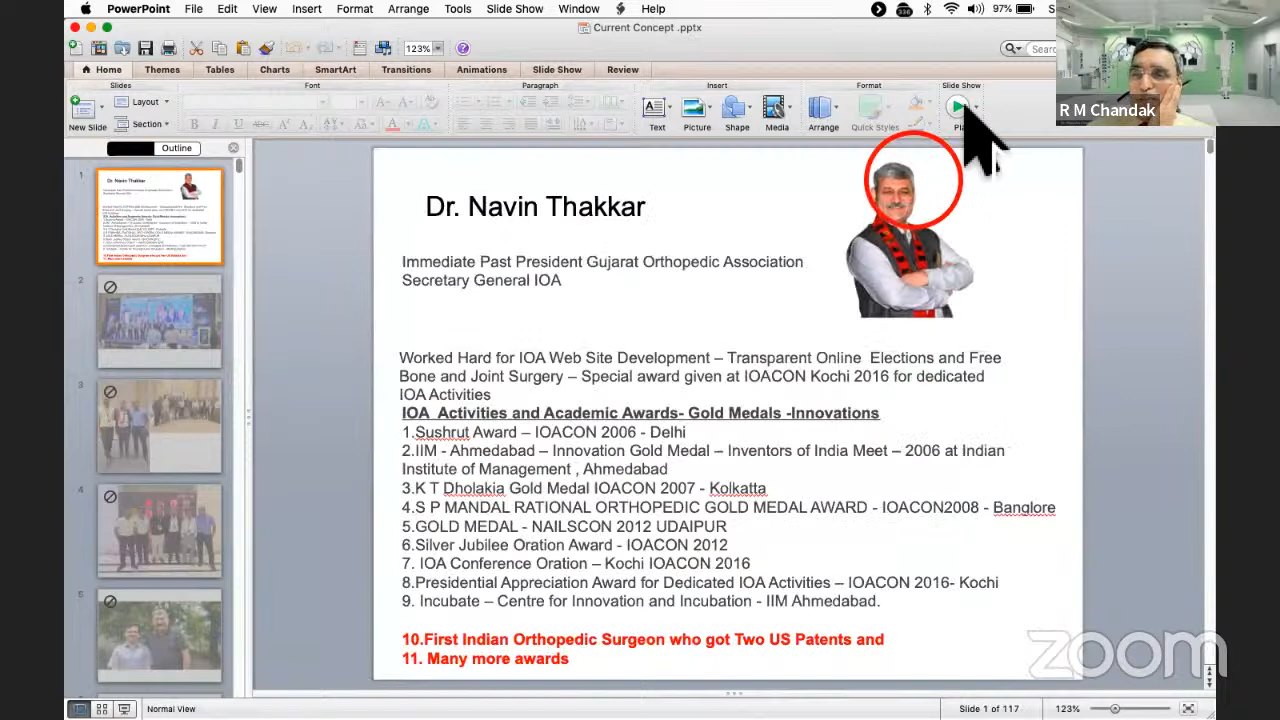 PowerPoint File Edit View Insert Format Arrange Tools Slide Show Window Help
97%
Current Concept .pptx
123%
Home Themes Tables Charts SmartArt Transitions Animations Slide Show Review
Slides Font Paragraph Insert Format Slide Show
New Slide Layout Section Text Picture Shape Media Arrange Quick Styles
R M Chandak
Outline
1
2
3
4
5
Dr. Navin Thakkar
Immediate Past President Gujarat Orthopedic Association
Secretary General IOA
Worked Hard for IOA Web Site Development – Transparent Online Elections and Free
Bone and Joint Surgery – Special award given at IOACON Kochi 2016 for dedicated
IOA Activities
IOA Activities and Academic Awards- Gold Medals -Innovations
1.Sushrut Award – IOACON 2006 - Delhi
2.IIM - Ahmedabad – Innovation Gold Medal – Inventors of India Meet – 2006 at Indian
Institute of Management , Ahmedabad
3.K T Dholakia Gold Medal IOACON 2007 - Kolkatta
4.S P MANDAL RATIONAL ORTHOPEDIC GOLD MEDAL AWARD - IOACON2008 - Banglore
5.GOLD MEDAL - NAILSCON 2012 UDAIPUR
6.Silver Jubilee Oration Award - IOACON 2012
7. IOA Conference Oration – Kochi IOACON 2016
8.Presidential Appreciation Award for Dedicated IOA Activities – IOACON 2016- Kochi
9. Incubate – Centre for Innovation and Incubation - IIM Ahmedabad.
10.First Indian Orthopedic Surgeon who got Two US Patents and
11. Many more awards
zoom
Normal View
Slide 1 of 117
123%